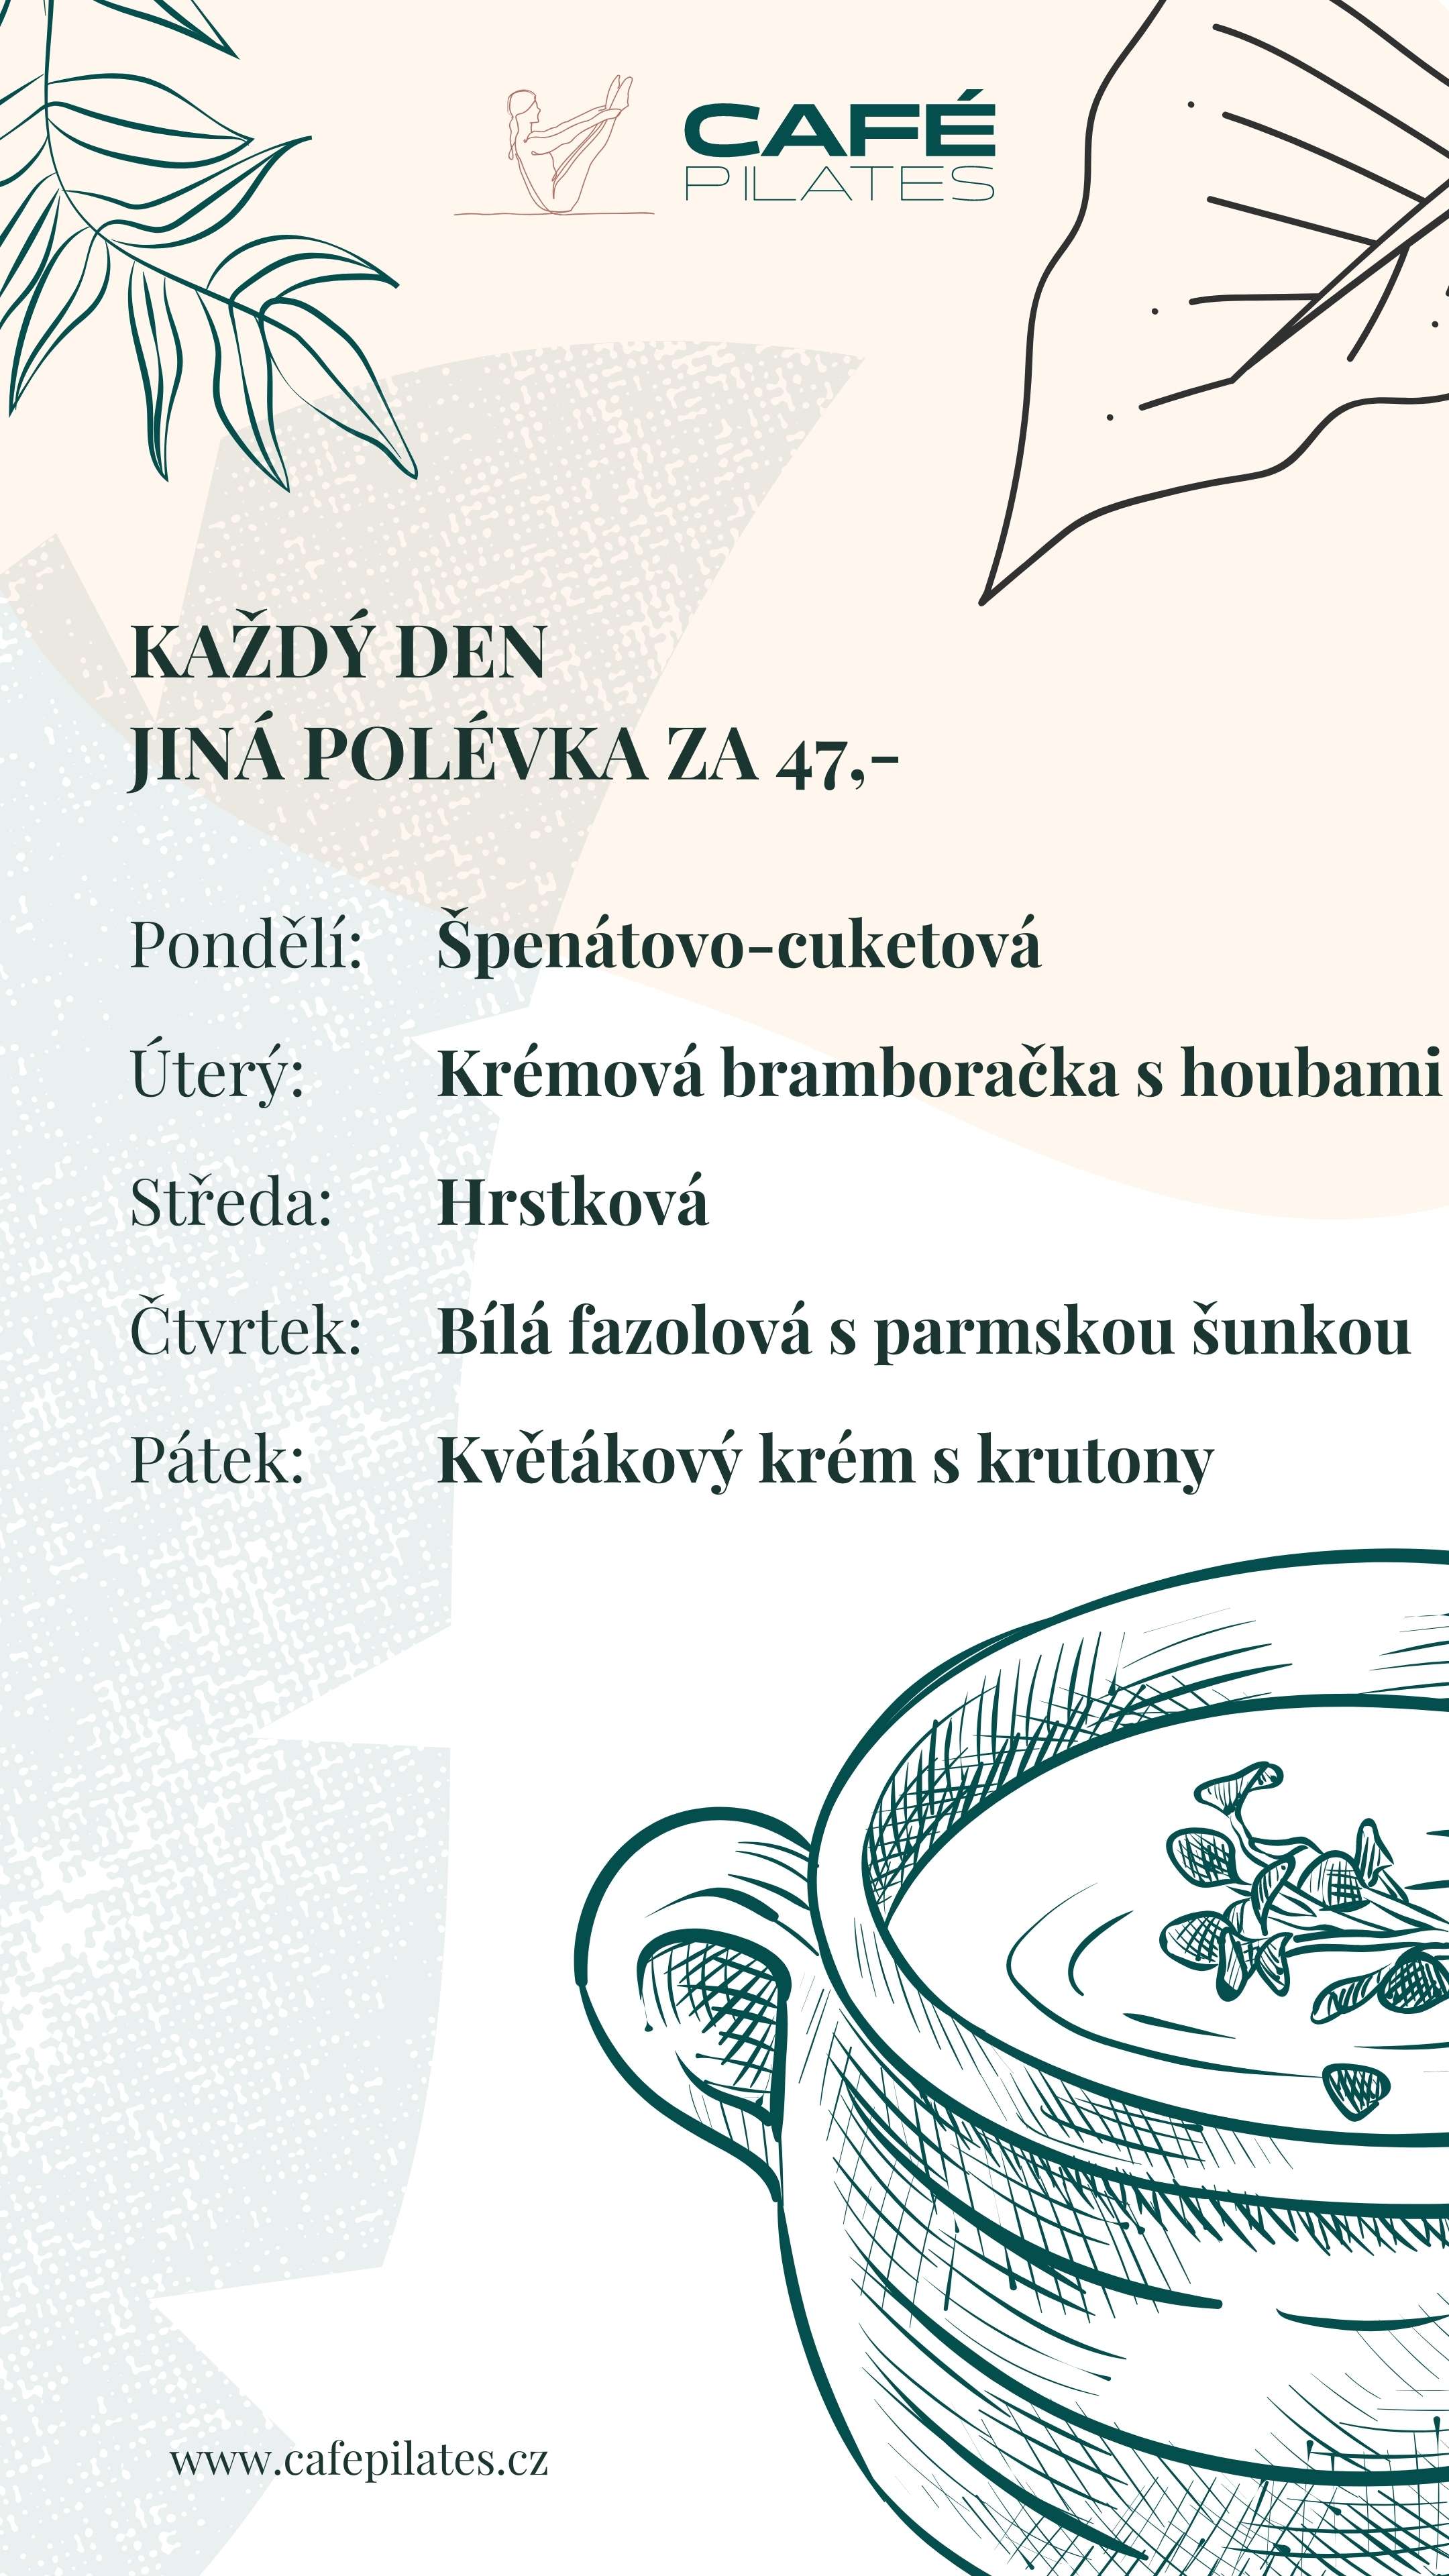 CAFÉ
PILATES
KAŽDÝ DEN
JINÁ POLÉVKA ZA 47,-
Pondělí: Špenátovo-cuketová
Úterý: Krémová bramboračka s houbami
Středa: Hrstková
Čtvrtek: Bílá fazolová s parmskou šunkou
Pátek: Květákový krém s krutony
www.cafepilates.cz